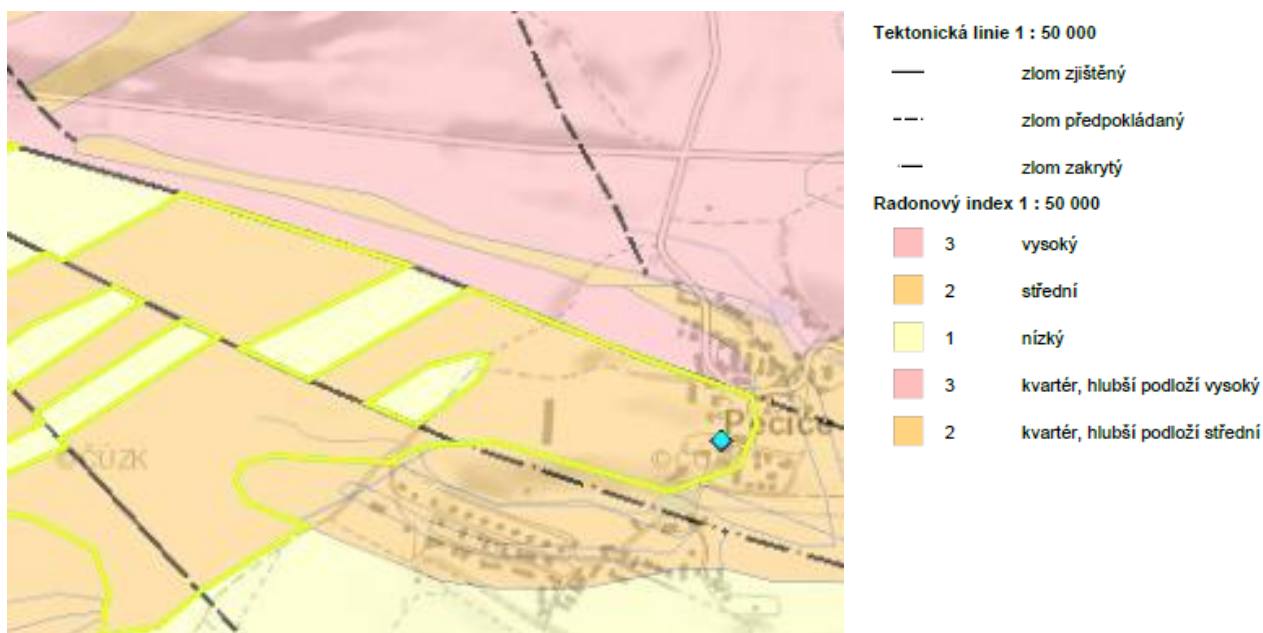 Tektonická linie 1 : 50 000
zlom zjištěný
zlom předpokládaný
zlom zakrytý
Radonový index 1 : 50 000
3 vysoký
2 střední
1 nízký
3 kvartér, hlubší podloží vysoký
2 kvartér, hlubší podloží střední
Pečice
©ČÚZK